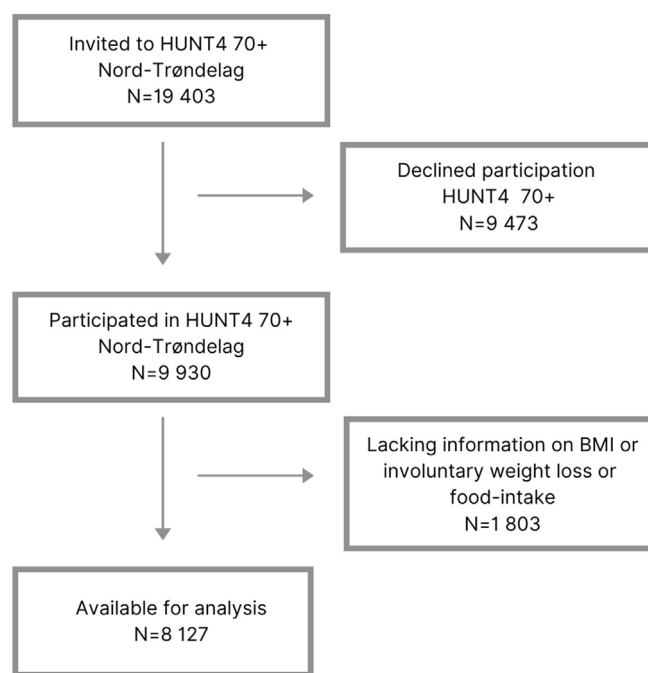 Invited to HUNT4 70+
Nord-Trøndelag
N=19 403
Declined participation
HUNT4 70+
N=9 473
Participated in HUNT4 70+
Nord-Trøndelag
N=9 930
Lacking information on BMI or
involuntary weight loss or
food-intake
N=1 803
Available for analysis
N=8 127